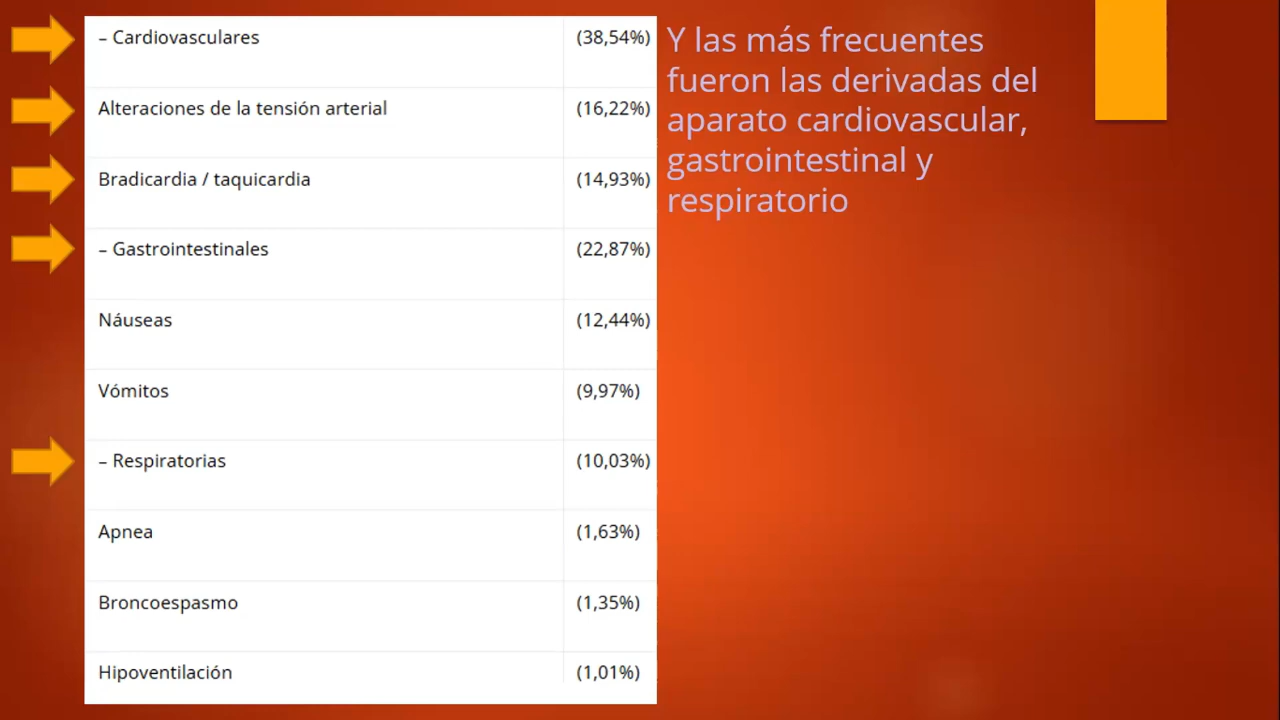 – Cardiovasculares (38,54%)
Alteraciones de la tensión arterial (16,22%)
Bradicardia / taquicardia (14,93%)
– Gastrointestinales (22,87%)
Náuseas (12,44%)
Vómitos (9,97%)
– Respiratorias (10,03%)
Apnea (1,63%)
Broncoespasmo (1,35%)
Hipoventilación (1,01%)
Y las más frecuentes
fueron las derivadas del
aparato cardiovascular,
gastrointestinal y
respiratorio